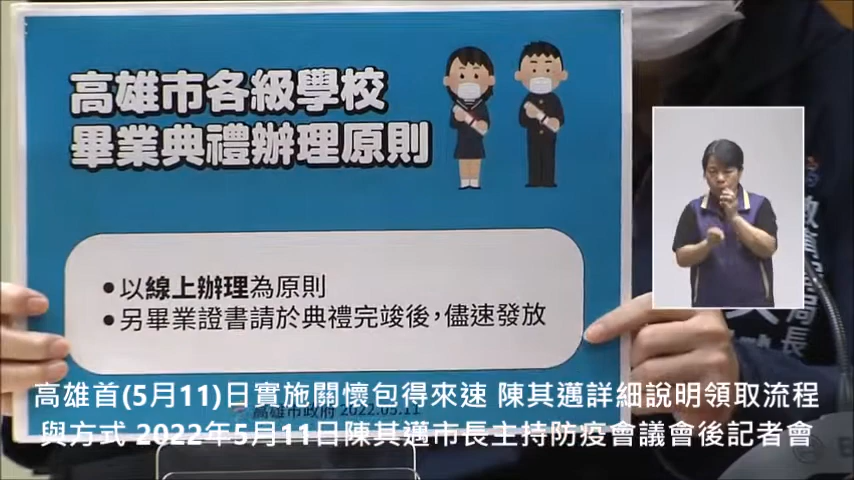 高雄市各級學校
畢業典禮辦理原則
•以線上辦理為原則
•另畢業證書請於典禮完竣後,儘速發放
高雄市政府 2022.05.11
教育局長
高雄首(5月11)日實施關懷包得來速 陳其邁詳細說明領取流程
與方式 2022年5月11日陳其邁市長主持防疫會議會後記者會